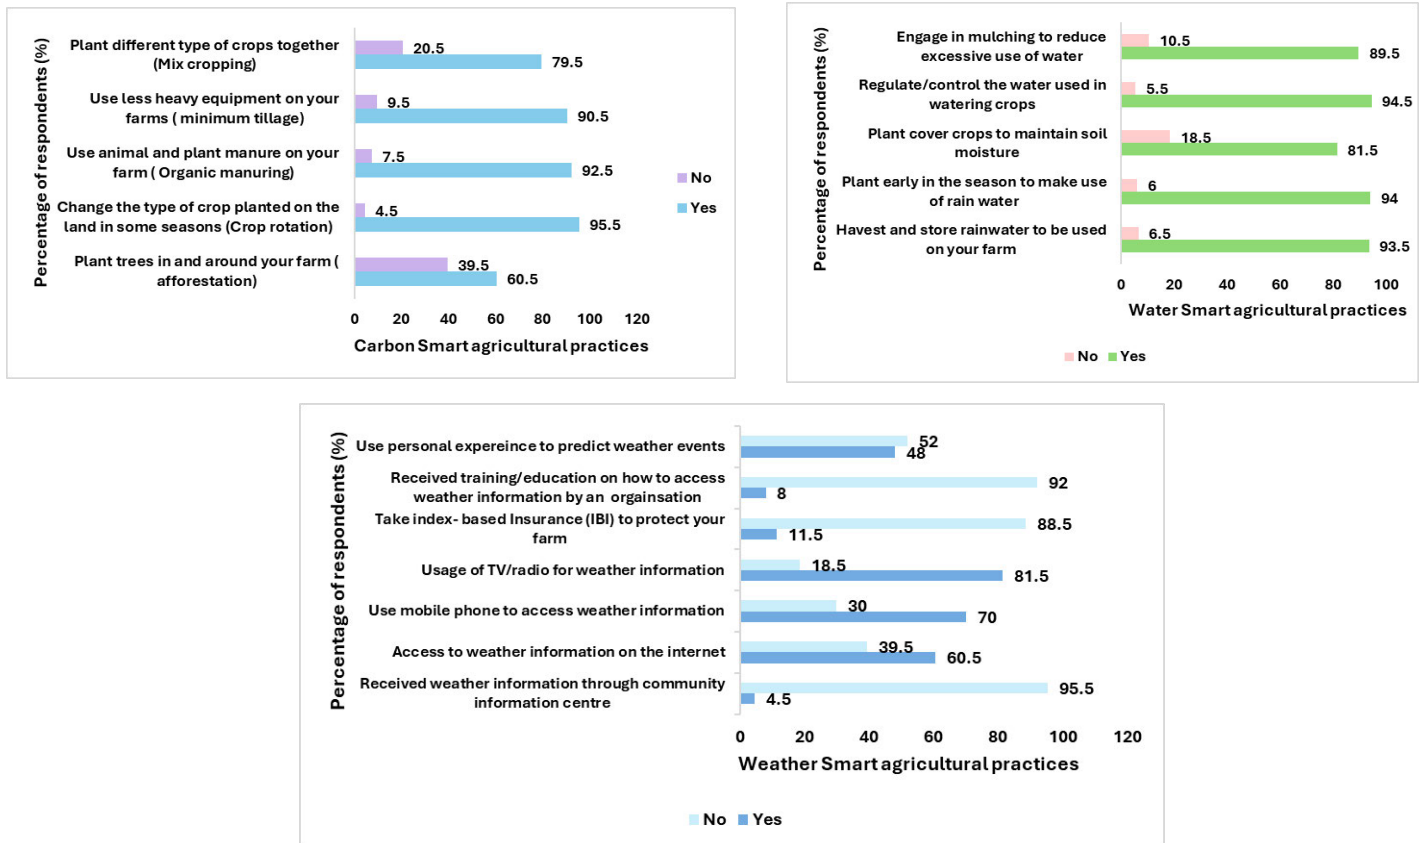 Percentage of respondents (%)
Plant different type of crops together
(Mix cropping)
20.5
79.5
Use less heavy equipment on your
farms ( minimum tillage)
9.5
90.5
Use animal and plant manure on your
farm ( Organic manuring)
7.5
92.5
Change the type of crop planted on the
land in some seasons (Crop rotation)
4.5
95.5
Plant trees in and around your farm (
afforestation)
39.5
60.5
0 20 40 60 80 100 120
Carbon Smart agricultural practices
No
Yes
Percentage of respondents (%)
Engage in mulching to reduce
excessive use of water
10.5
89.5
Regulate/control the water used in
watering crops
5.5
94.5
Plant cover crops to maintain soil
moisture
18.5
81.5
Plant early in the season to make use
of rain water
6
94
Havest and store rainwater to be used
on your farm
6.5
93.5
0 20 40 60 80 100
Water Smart agricultural practices
No Yes
Percentage of respondents (%)
Use personal expereince to predict weather events
52
48
Received training/education on how to access
weather information by an orgainsation
92
8
Take index- based Insurance (IBI) to protect your
farm
88.5
11.5
Usage of TV/radio for weather information
18.5
81.5
Use mobile phone to access weather information
30
70
Access to weather information on the internet
39.5
60.5
Received weather information through community
information centre
95.5
4.5
0 20 40 60 80 100 120
Weather Smart agricultural practices
No Yes